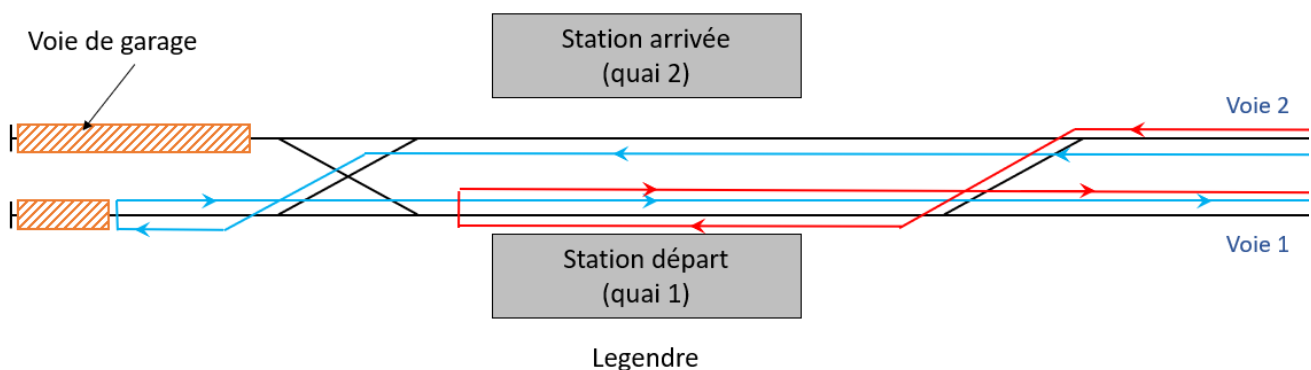 Voie de garage
Station arrivée
(quai 2)
Voie 2
Station départ
(quai 1)
Voie 1
Legendre